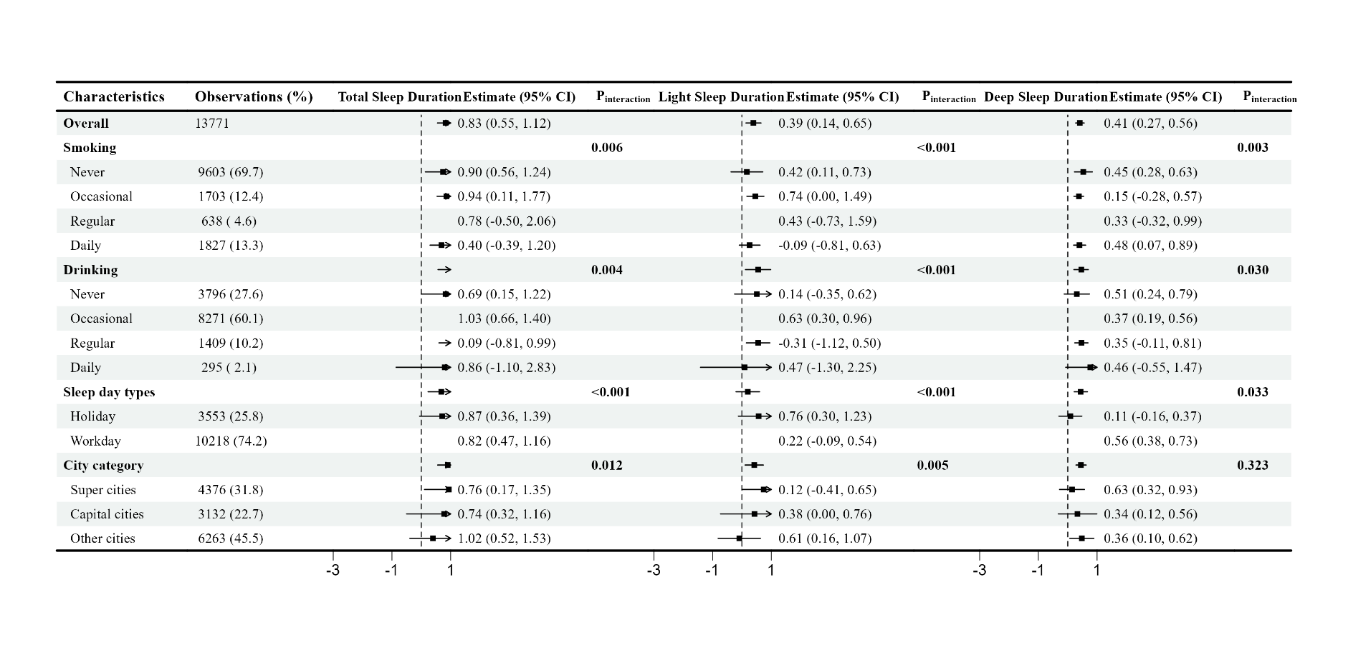 Characteristics Observations (%) Total Sleep Duration Estimate (95% CI) Pinteraction Light Sleep Duration Estimate (95% CI) Pinteraction Deep Sleep Duration Estimate (95% CI) Pinteraction
Overall 13771 0.83 (0.55, 1.12) 0.39 (0.14, 0.65) 0.41 (0.27, 0.56)
Smoking 0.006 <0.001 0.003
Never 9603 (69.7) 0.90 (0.56, 1.24) 0.42 (0.11, 0.73) 0.45 (0.28, 0.63)
Occasional 1703 (12.4) 0.94 (0.11, 1.77) 0.74 (0.00, 1.49) 0.15 (-0.28, 0.57)
Regular 638 ( 4.6) 0.78 (-0.50, 2.06) 0.43 (-0.73, 1.59) 0.33 (-0.32, 0.99)
Daily 1827 (13.3) 0.40 (-0.39, 1.20) -0.09 (-0.81, 0.63) 0.48 (0.07, 0.89)
Drinking 0.004 <0.001 0.030
Never 3796 (27.6) 0.69 (0.15, 1.22) 0.14 (-0.35, 0.62) 0.51 (0.24, 0.79)
Occasional 8271 (60.1) 1.03 (0.66, 1.40) 0.63 (0.30, 0.96) 0.37 (0.19, 0.56)
Regular 1409 (10.2) 0.09 (-0.81, 0.99) -0.31 (-1.12, 0.50) 0.35 (-0.11, 0.81)
Daily 295 ( 2.1) 0.86 (-1.10, 2.83) 0.47 (-1.30, 2.25) 0.46 (-0.55, 1.47)
Sleep day types <0.001 <0.001 0.033
Holiday 3553 (25.8) 0.87 (0.36, 1.39) 0.76 (0.30, 1.23) 0.11 (-0.16, 0.37)
Workday 10218 (74.2) 0.82 (0.47, 1.16) 0.22 (-0.09, 0.54) 0.56 (0.38, 0.73)
City category 0.012 0.005 0.323
Super cities 4376 (31.8) 0.76 (0.17, 1.35) 0.12 (-0.41, 0.65) 0.63 (0.32, 0.93)
Capital cities 3132 (22.7) 0.74 (0.32, 1.16) 0.38 (0.00, 0.76) 0.34 (0.12, 0.56)
Other cities 6263 (45.5) 1.02 (0.52, 1.53) 0.61 (0.16, 1.07) 0.36 (0.10, 0.62)
-3 -1 1 -3 -1 1 -3 -1 1